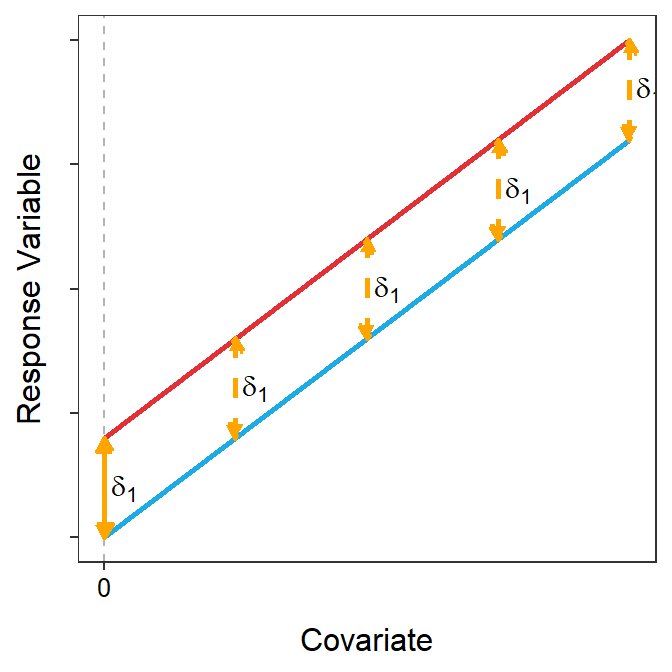 Response Variable
δ
δ1
δ1
δ1
δ1
0
Covariate